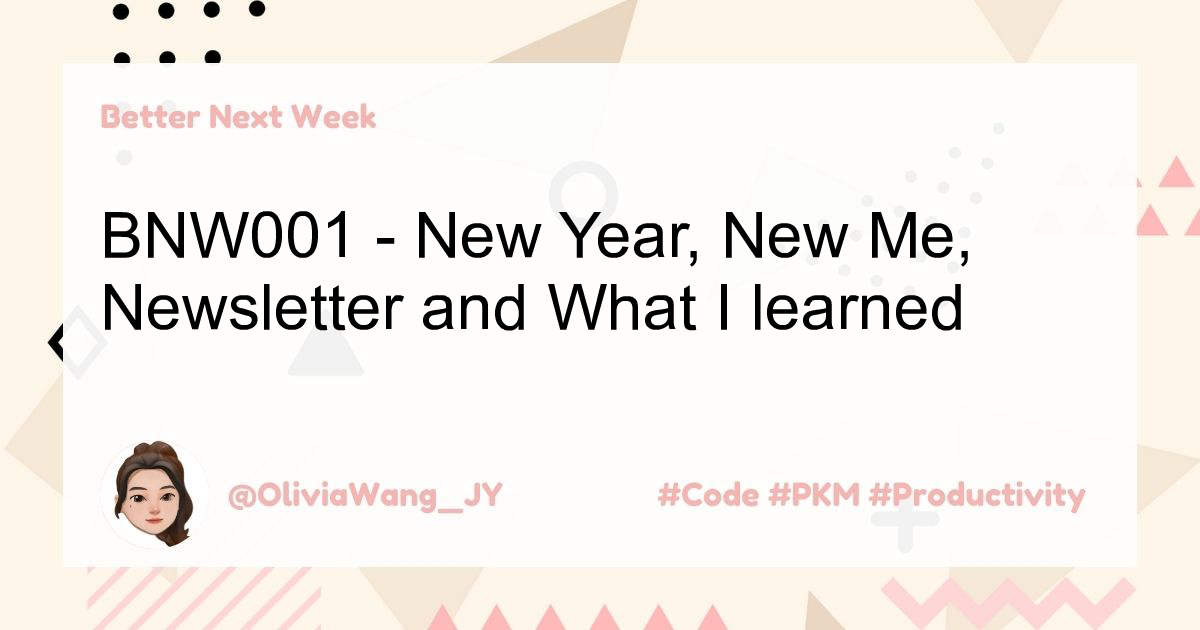 Better Next Week
BNW001 - New Year, New Me,
Newsletter and What I learned
@OliviaWang_JY #Code #PKM #Productivity